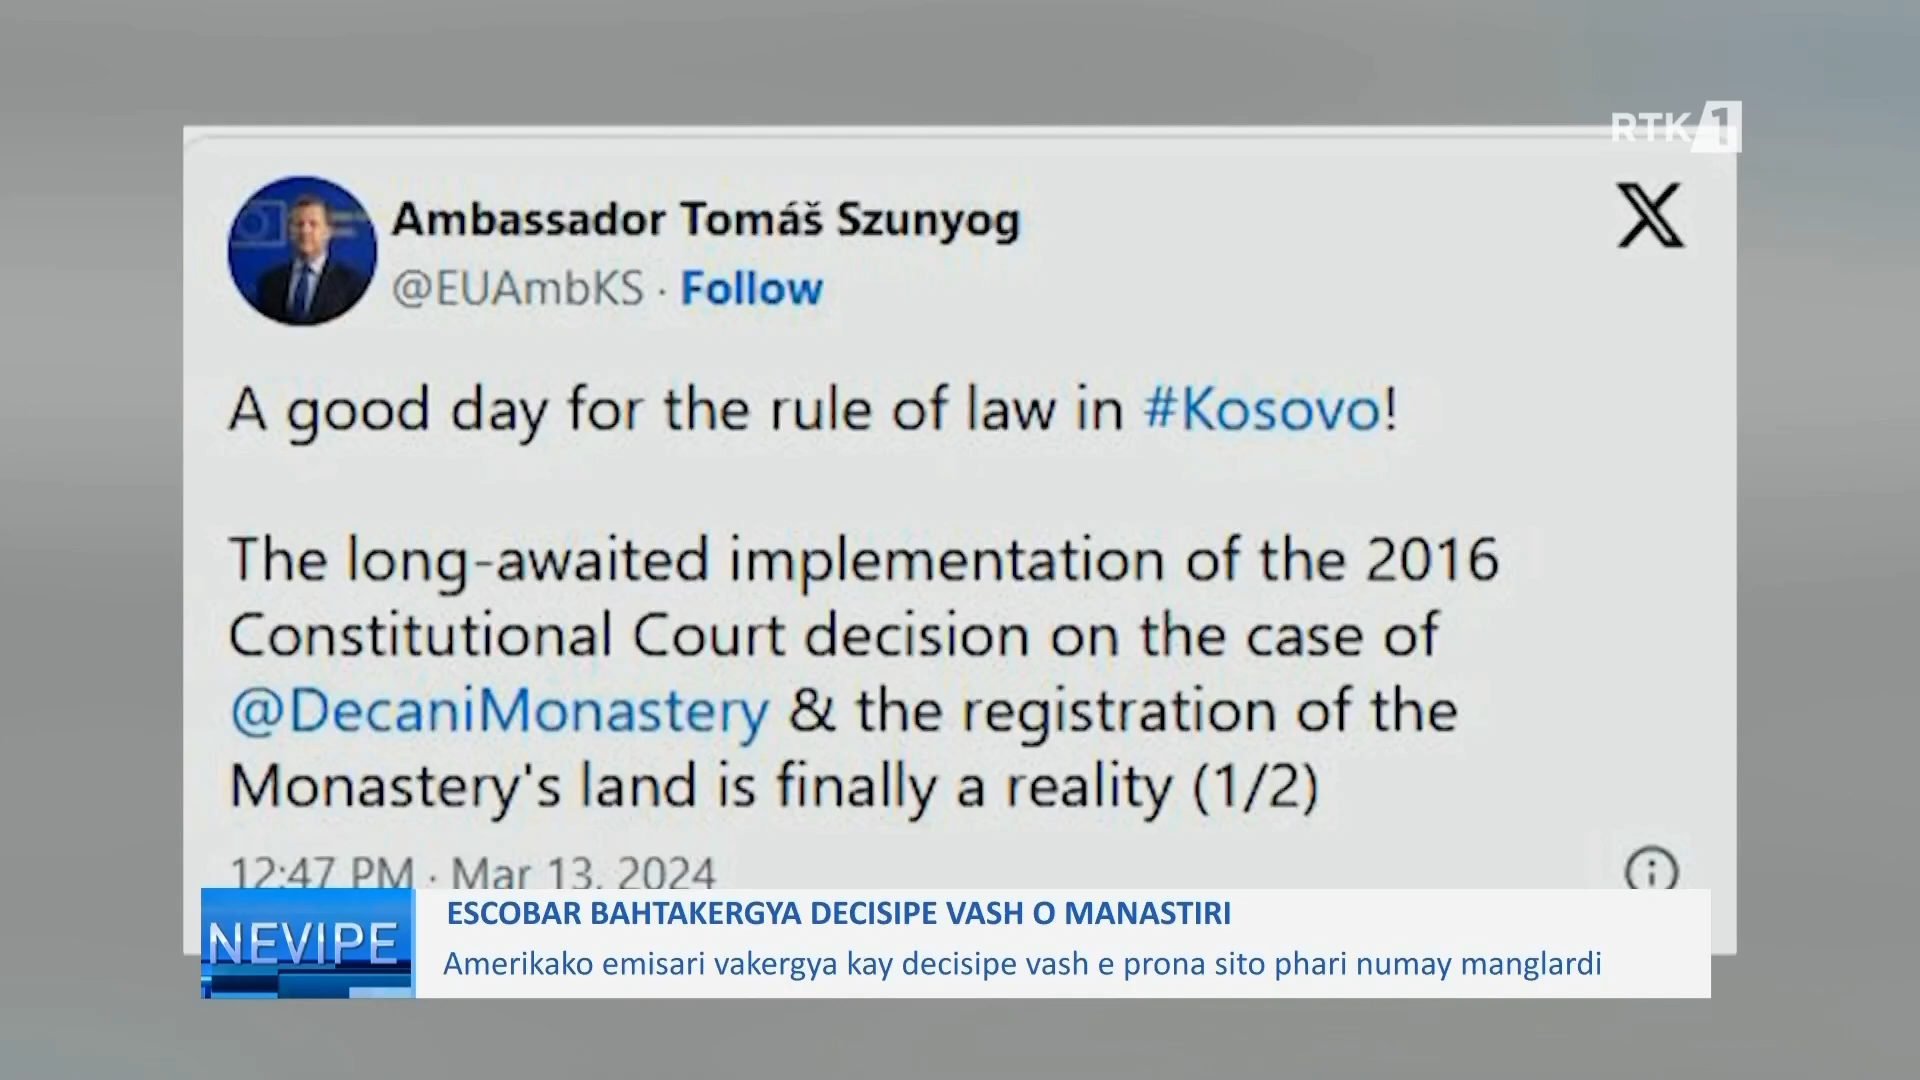 RTK 1
Ambassador Tomáš Szunyog
@EUAmbKS · Follow
A good day for the rule of law in #Kosovo!
The long-awaited implementation of the 2016
Constitutional Court decision on the case of
@DecaniMonastery & the registration of the
Monastery's land is finally a reality (1/2)
12:47 PM · Mar 13, 2024
NEVIPE
ESCOBAR BAHTAKERGYA DECISIPE VASH O MANASTIRI
Amerikako emisari vakergya kay decisipe vash e prona sito phari numay manglardi